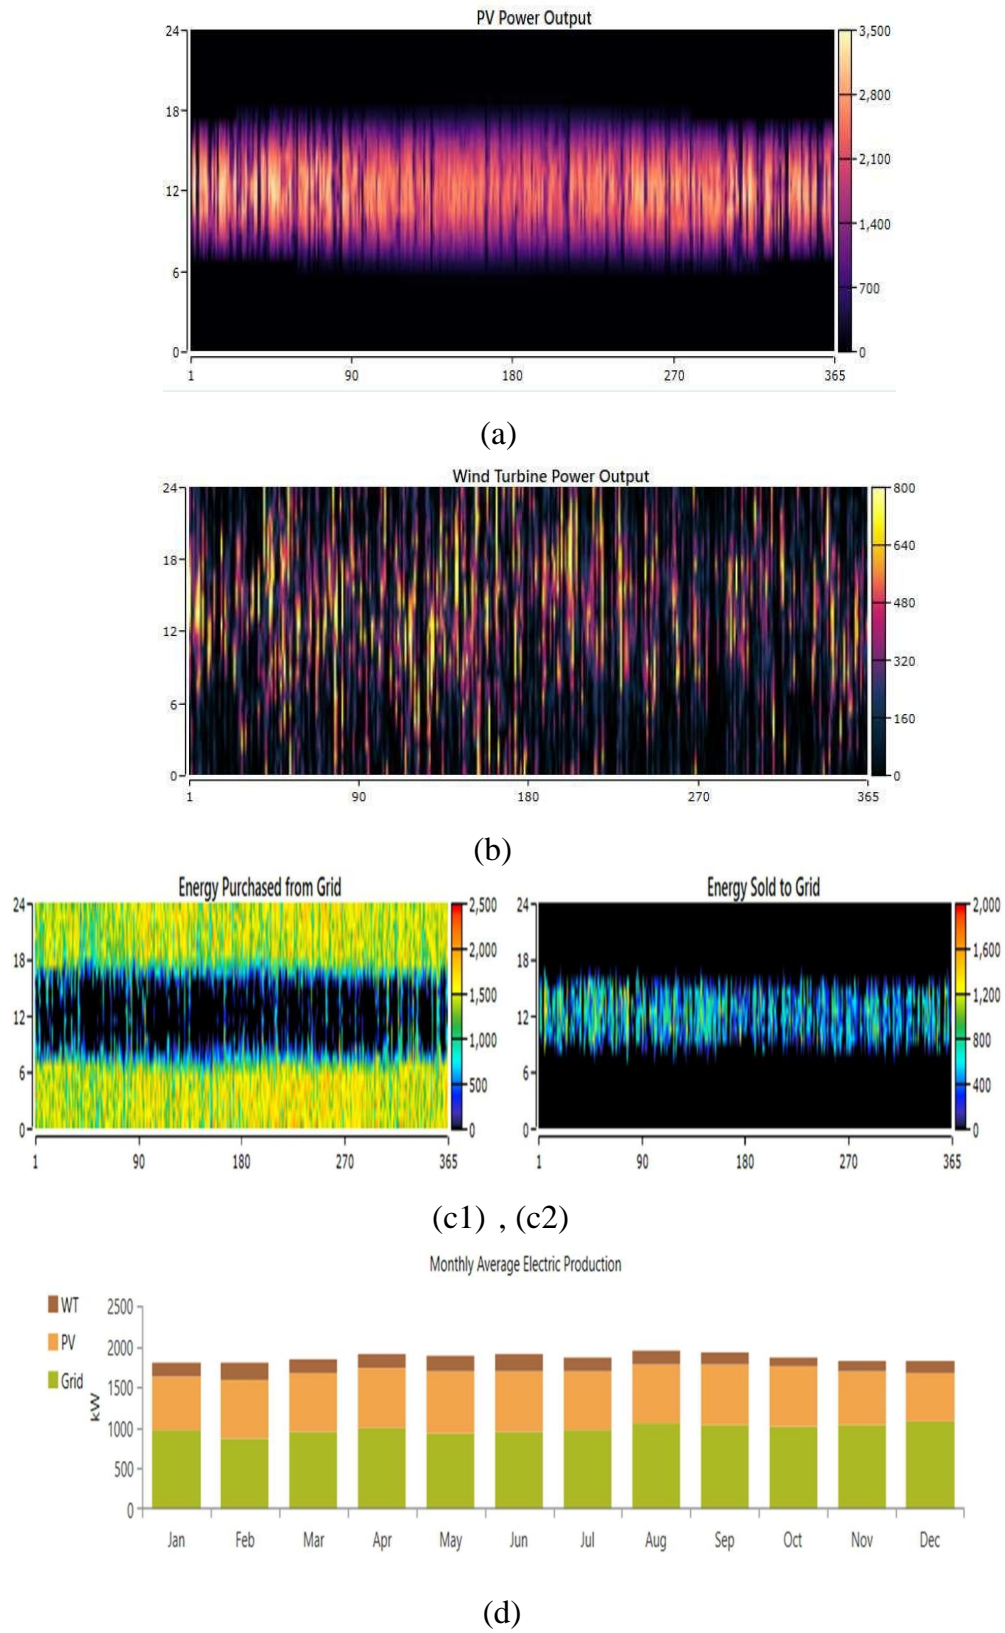 PV Power Output
24
18
12
6
0
3,500
2,800
2,100
1,400
700
0
1 90 180 270 365
(a)
Wind Turbine Power Output
24
18
12
6
0
800
640
480
320
160
0
1 90 180 270 365
(b)
Energy Purchased from Grid
24
18
12
6
0
2,500
2,000
1,500
1,000
500
0
1 90 180 270 365
Energy Sold to Grid
24
18
12
6
0
2,000
1,600
1,200
800
400
0
1 90 180 270 365
(c1) , (c2)
Monthly Average Electric Production
WT
PV
Grid
kW
2500
2000
1500
1000
500
0
Jan Feb Mar Apr May Jun Jul Aug Sep Oct Nov Dec
(d)